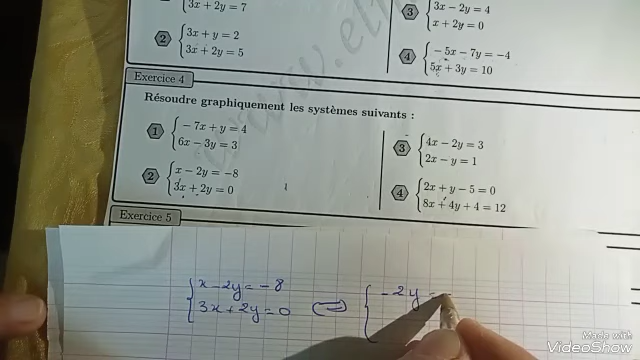 3x + 2y = 7
2 { 3x + y = 2
3x + 2y = 5
3 { 3x − 2y = 4
x + 2y = 0
4 { −5x − 7y = −4
5x + 3y = 10
Exercice 4
Résoudre graphiquement les systèmes suivants :
1 { −7x + y = 4
6x − 3y = 3
2 { x − 2y = −8
3x + 2y = 0
3 { 4x − 2y = 3
2x − y = 1
4 { 2x + y − 5 = 0
8x + 4y + 4 = 12
Exercice 5
{ x − 2y = −8
3x + 2y = 0 ⟺ { −2y =
Made with
VideoShow